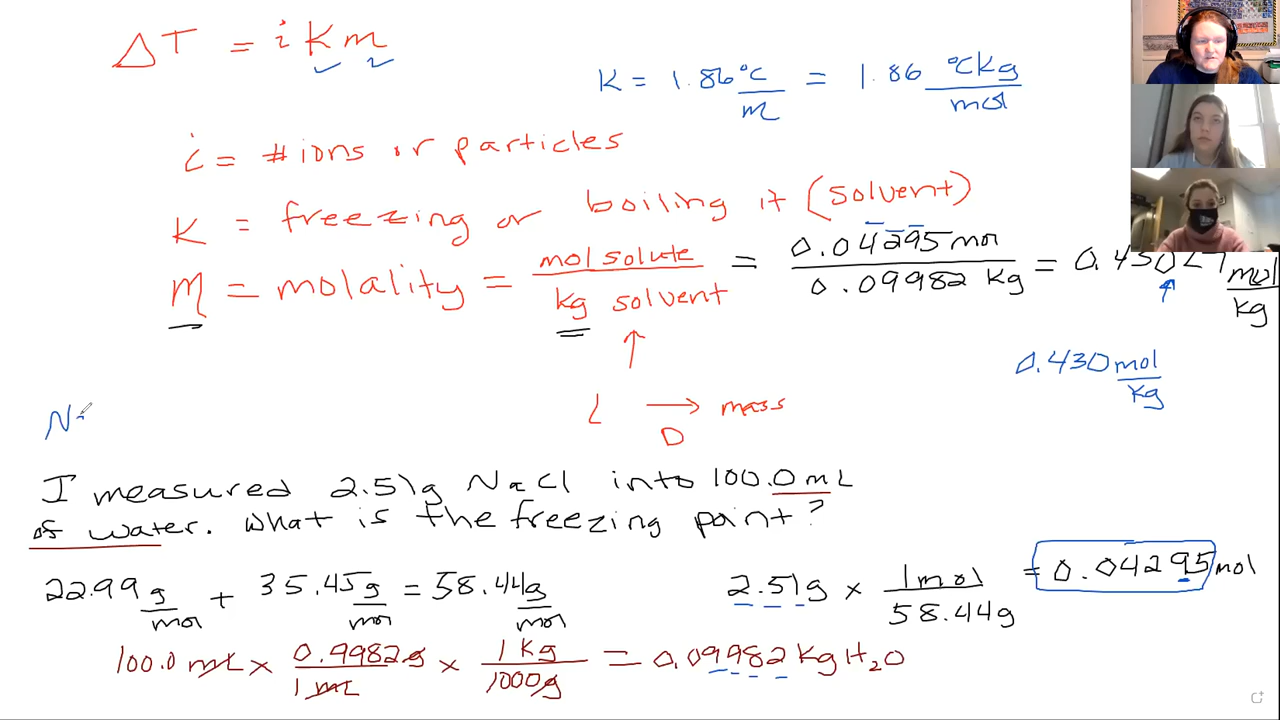 ΔT = i K m
K = 1.86 °C/m = 1.86 °C kg/mol
i = # ions or particles
K = freezing or boiling it (solvent)
m = molality = mol solute/kg solvent = 0.04295 mol/0.09982 Kg = mol/kg
0.430 mol/kg
L → mass
D
I measured 2.51g NaCl into 100.0 mL
of water. What is the freezing point?
22.99 g/mol + 35.45 g/mol = 58.44 g/mol
2.51g × 1 mol/58.44g = 0.04295 mol
100.0 mL × 0.9982 g/1 mL × 1 Kg/1000g = 0.09982 Kg H₂O